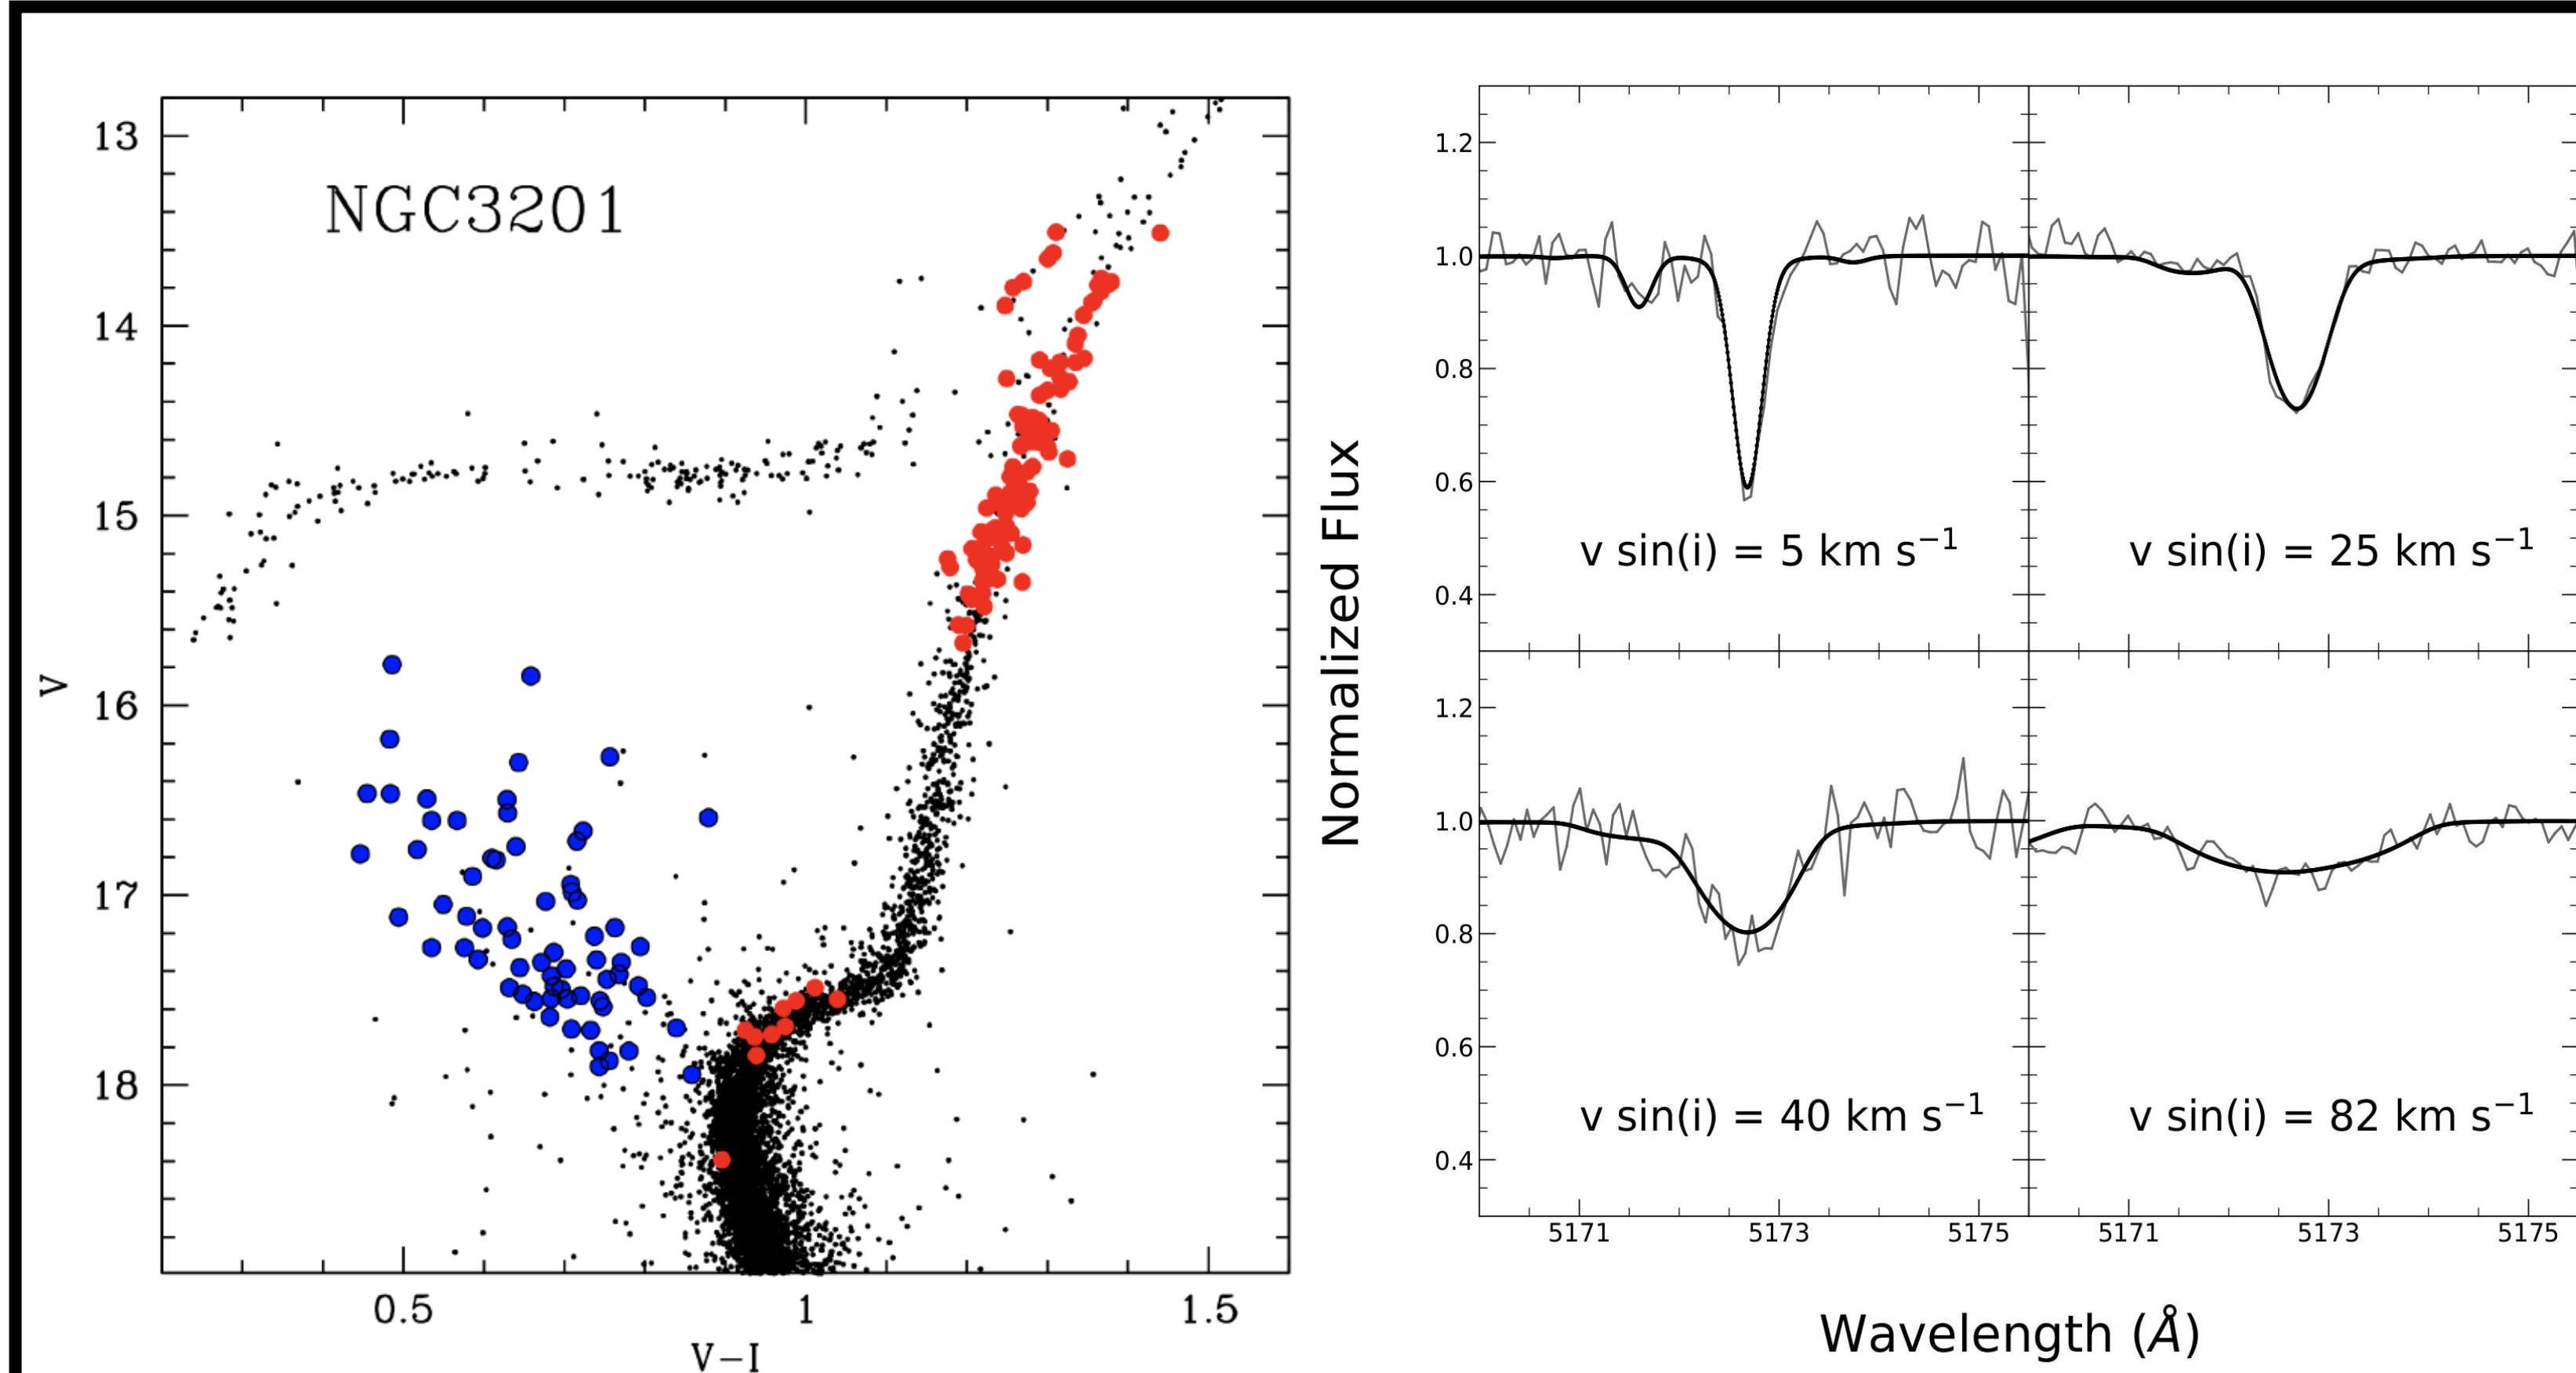 NGC3201
13
14
15
16
17
18
V
0.5 1 1.5
V−I
Normalized Flux
1.2
1.0
0.8
0.6
0.4
v sin(i) = 5 km s⁻¹
v sin(i) = 25 km s⁻¹
1.2
1.0
0.8
0.6
0.4
v sin(i) = 40 km s⁻¹
v sin(i) = 82 km s⁻¹
5171 5173 5175 5171 5173 5175
Wavelength (Å)